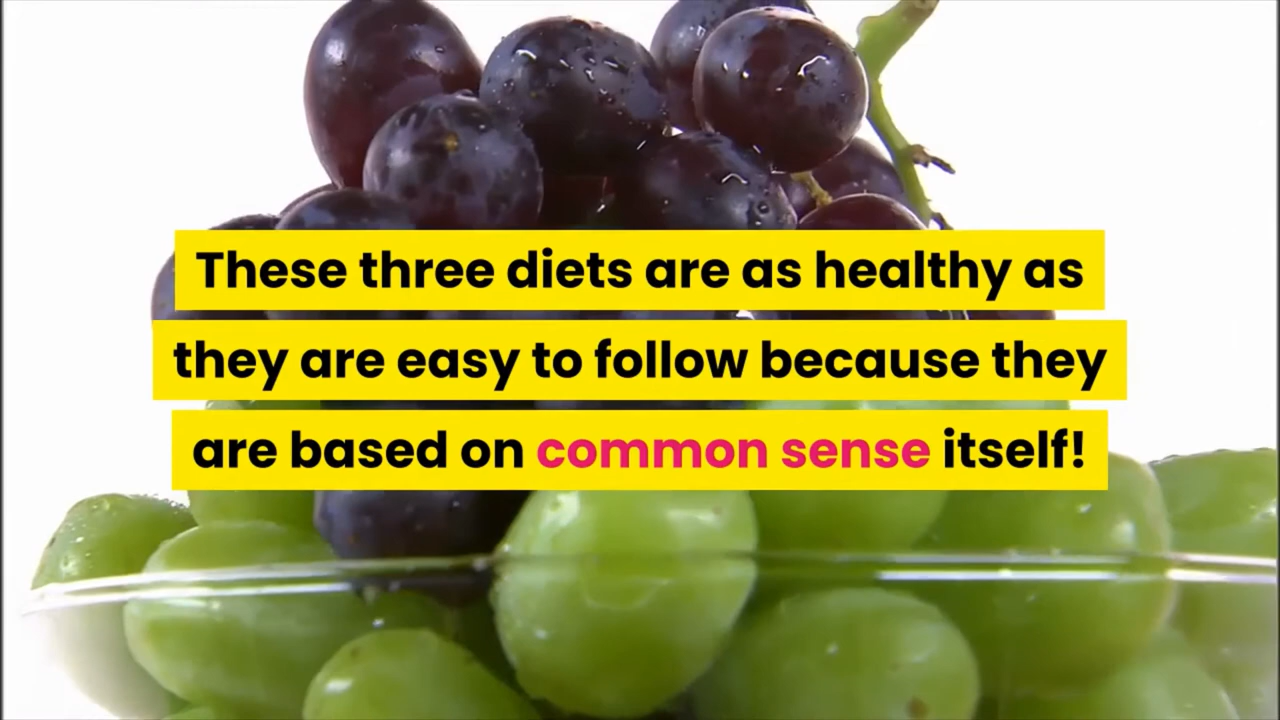 These three diets are as healthy as
they are easy to follow because they
are based on common sense itself!